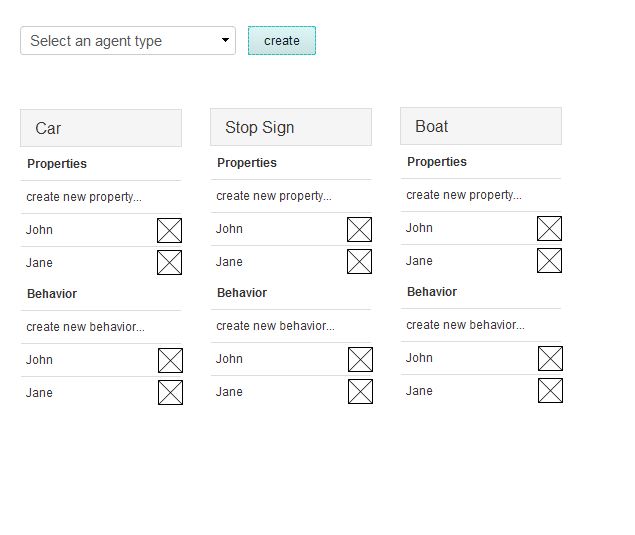 Select an agent type
create
Car
Properties
create new property...
John
Jane
Behavior
create new behavior...
John
Jane
Stop Sign
Properties
create new property...
John
Jane
Behavior
create new behavior...
John
Jane
Boat
Properties
create new property...
John
Jane
Behavior
create new behavior...
John
Jane